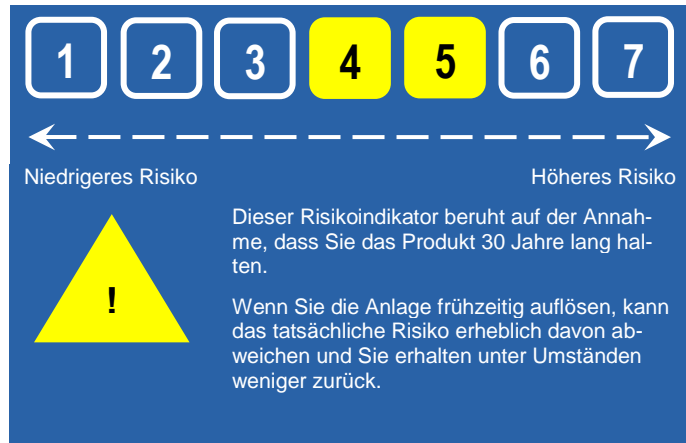 1 2 3 4 5 6 7
Niedrigeres Risiko Höheres Risiko
Dieser Risikoindikator beruht auf der Annah-
me, dass Sie das Produkt 30 Jahre lang hal-
ten.
!
Wenn Sie die Anlage frühzeitig auflösen, kann
das tatsächliche Risiko erheblich davon ab-
weichen und Sie erhalten unter Umständen
weniger zurück.